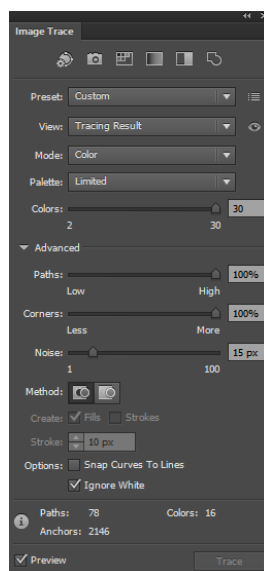 Image Trace
Preset: Custom
View: Tracing Result
Mode: Color
Palette: Limited
Colors: 30
2 30
Advanced
Paths: 100%
Low High
Corners: 100%
Less More
Noise: 15 px
1 100
Method:
Create: Fills Strokes
Stroke: 10 px
Options: Snap Curves To Lines
Ignore White
Paths: 78 Colors: 16
Anchors: 2146
Preview Trace